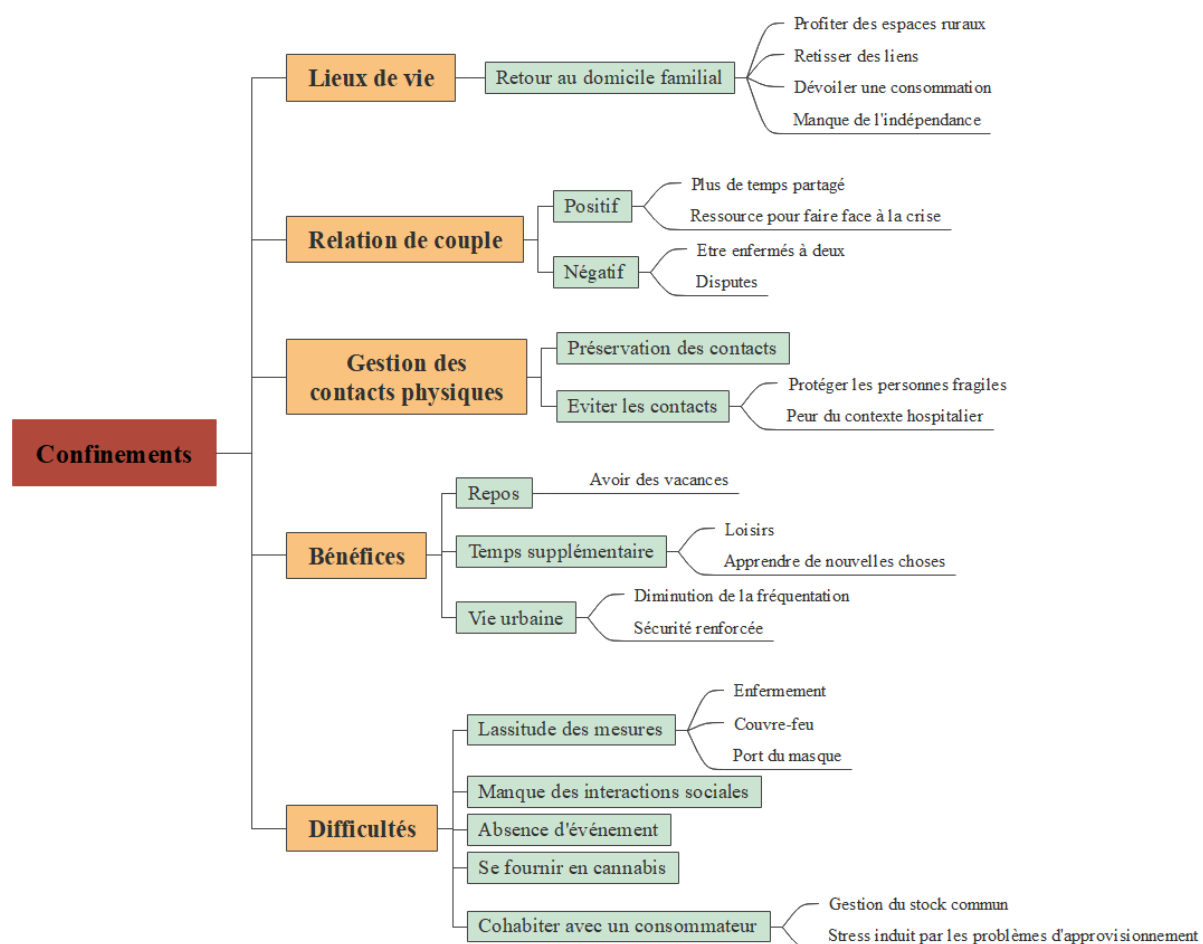 Profiter des espaces ruraux
Lieux de vie
Retour au domicile familial
Retisser des liens
Dévoiler une consommation
Manque de l'indépendance
Relation de couple
Positif
Plus de temps partagé
Ressource pour faire face à la crise
Négatif
Etre enfermés à deux
Disputes
Gestion des
contacts physiques
Préservation des contacts
Eviter les contacts
Protéger les personnes fragiles
Peur du contexte hospitalier
Confinements
Bénéfices
Repos
Avoir des vacances
Temps supplémentaire
Loisirs
Apprendre de nouvelles choses
Vie urbaine
Diminution de la fréquentation
Sécurité renforcée
Difficultés
Lassitude des mesures
Enfermement
Couvre-feu
Port du masque
Manque des interactions sociales
Absence d'événement
Se fournir en cannabis
Cohabiter avec un consommateur
Gestion du stock commun
Stress induit par les problèmes d'approvisionnement